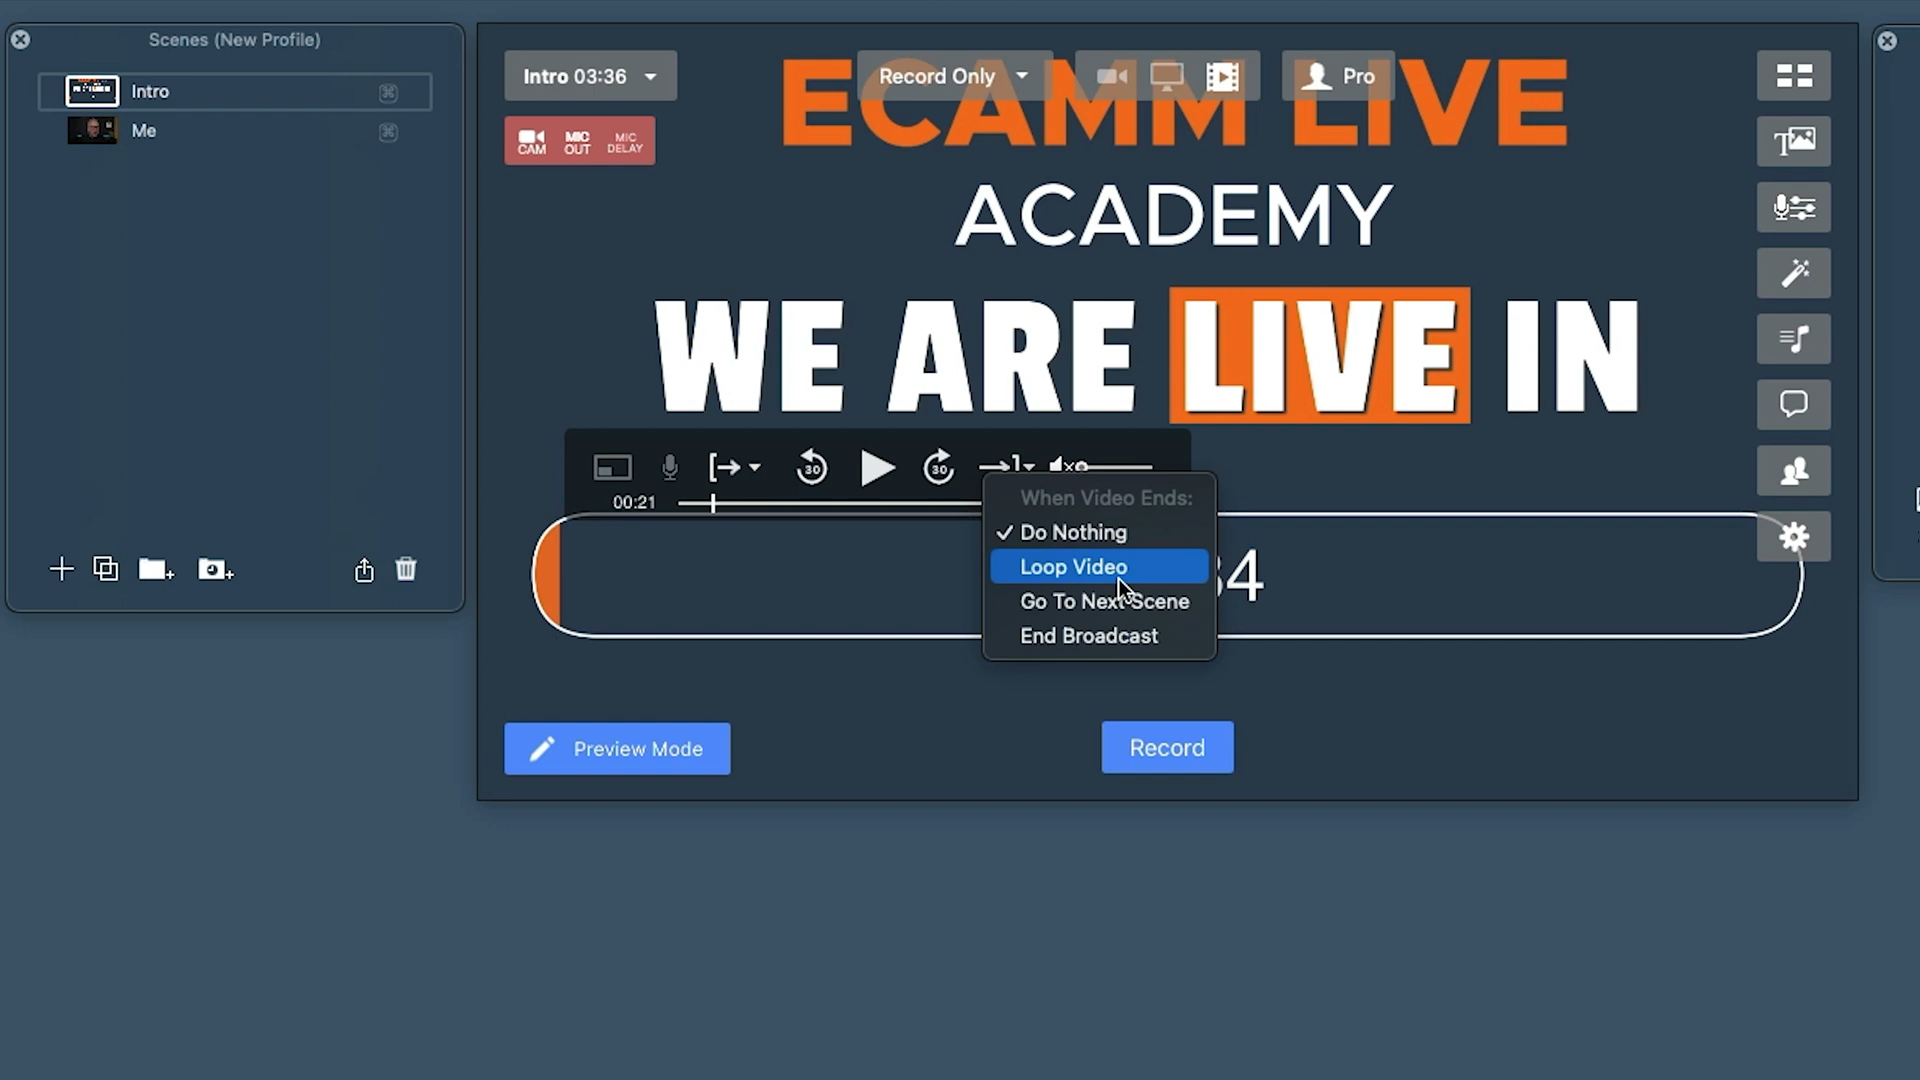 Scenes (New Profile)
Intro
Me
Intro 03:36
Record Only
Pro
CAM
MIC OUT
MIC DELAY
ECAMM LIVE
ACADEMY
WE ARE LIVE IN
30
30
00:21
When Video Ends:
Do Nothing
Loop Video
Go To Next Scene
End Broadcast
Preview Mode
Record